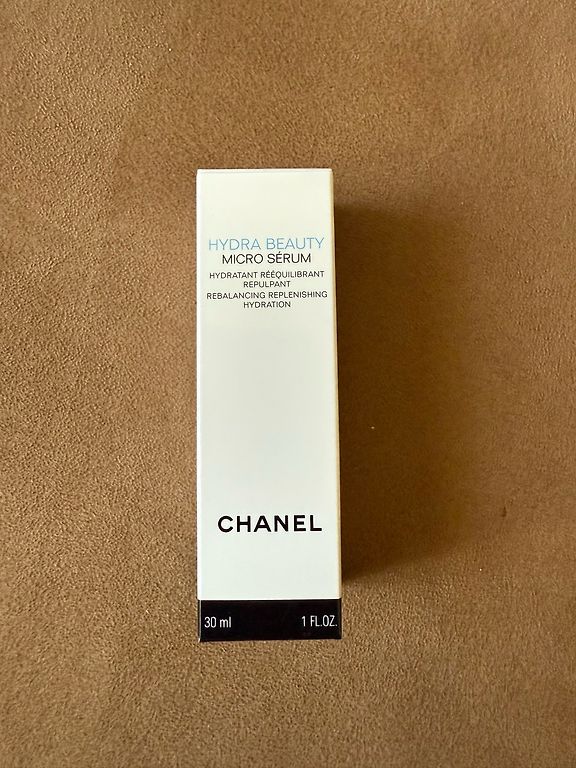 HYDRA BEAUTY
MICRO SÉRUM
HYDRATANT RÉÉQUILIBRANT
REPULPANT
REBALANCING REPLENISHING
HYDRATION
CHANEL
30 ml 1 FL.OZ.